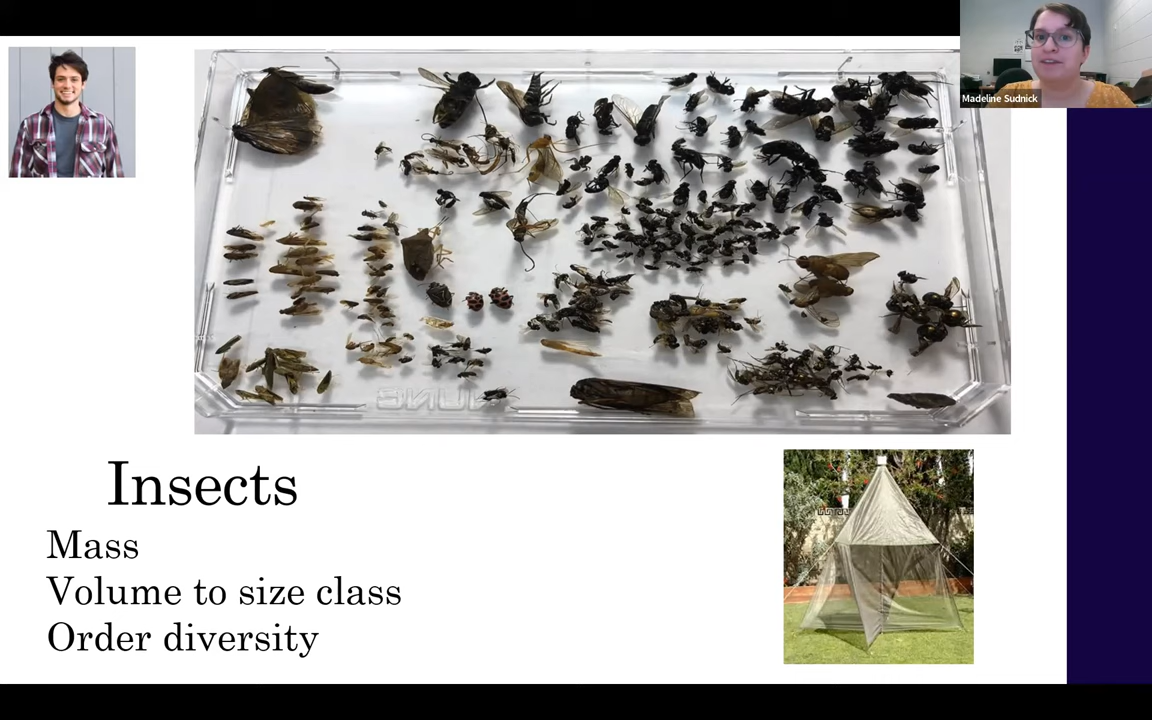 Madeline Sudnick
Insects
Mass
Volume to size class
Order diversity